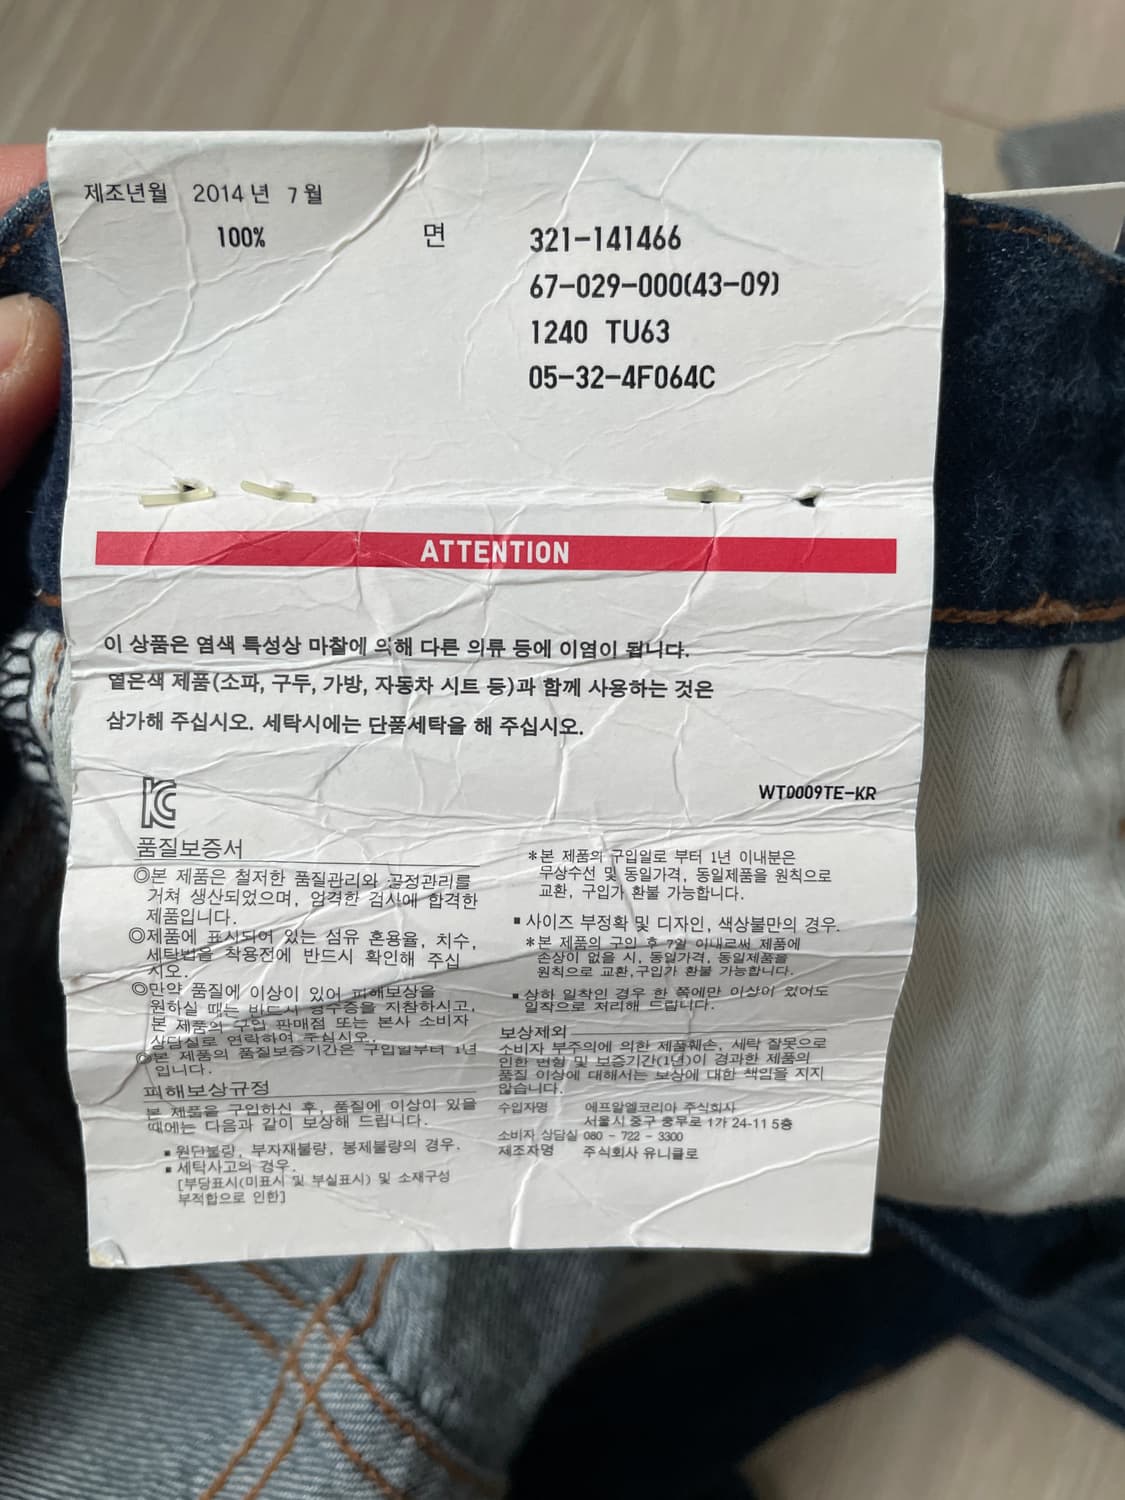 제조년월 2014년 7월
100% 면
321-141466
67-029-000(43-09)
1240 TU63
05-32-4F064C
ATTENTION
이 상품은 염색 특성상 마찰에 의해 다른 의류 등에 이염이 됩니다.
옅은색 제품(소파, 구두, 가방, 자동차 시트 등)과 함께 사용하는 것은
삼가해 주십시오. 세탁시에는 단품세탁을 해 주십시오.
WT0009TE-KR
품질보증서
◎본 제품은 철저한 품질관리와 공정관리를
거쳐 생산되었으며, 엄격한 검사에 합격한
제품입니다.
◎제품에 표시되어 있는 섬유 혼용율, 치수,
세탁법을 착용전에 반드시 확인해 주십
시오.
◎만약 품질에 이상이 있어 피해보상을
원하실 때는 반드시 영수증을 지참하시고,
본 제품의 구입 판매점 또는 본사 소비자
상담실로 연락하여 주십시오.
◎본 제품의 품질보증기간은 구입일부터 1년
입니다.
피해보상규정
본 제품을 구입하신 후, 품질에 이상이 있을
때에는 다음과 같이 보상해 드립니다.
▪ 원단불량, 부자재불량, 봉제불량의 경우.
▪ 세탁사고의 경우.
[부당표시(미표시 및 부실표시) 및 소재구성
부적합으로 인한]
*본 제품의 구입일로 부터 1년 이내분은
무상수선 및 동일가격, 동일제품을 원칙으로
교환, 구입가 환불 가능합니다.
▪ 사이즈 부정확 및 디자인, 색상불만의 경우.
*본 제품의 구입 후 7일 이내로써 제품에
손상이 없을 시, 동일가격, 동일제품을
원칙으로 교환,구입가 환불 가능합니다.
▪ 상하 일착인 경우 한 쪽에만 이상이 있어도
일착으로 처리해 드립니다.
보상제외
소비자 부주의에 의한 제품훼손, 세탁 잘못으로
인한 변형 및 보증기간(1년)이 경과한 제품의
품질 이상에 대해서는 보상에 대한 책임을 지지
않습니다.
수입자명 에프알엘코리아 주식회사
서울시 중구 충무로 1가 24-11 5층
소비자 상담실 080 - 722 - 3300
제조자명 주식회사 유니클로